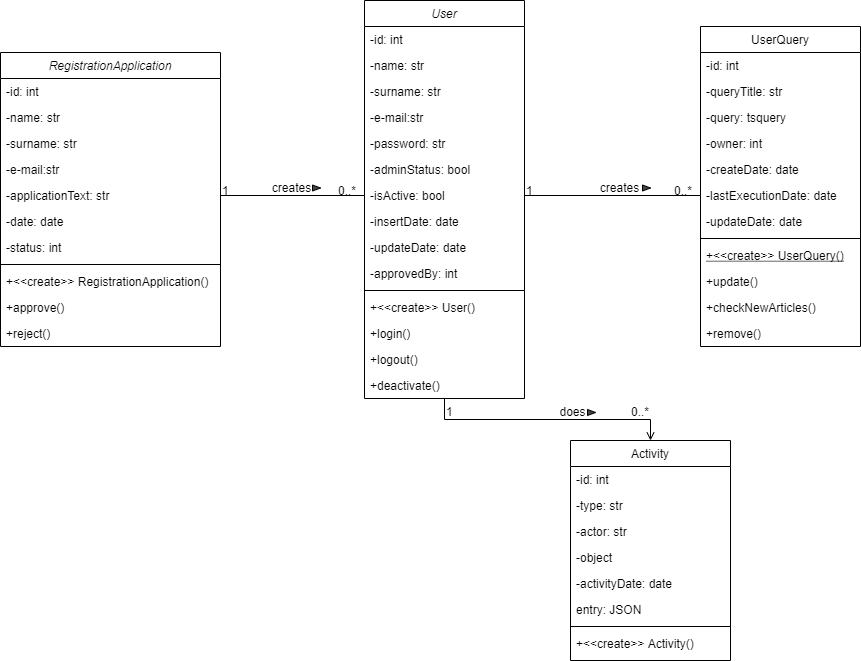 RegistrationApplication
-id: int
-name: str
-surname: str
-e-mail:str
-applicationText: str
-date: date
-status: int
+<<create>> RegistrationApplication()
+approve()
+reject()
1 creates 0..*
User
-id: int
-name: str
-surname: str
-e-mail:str
-password: str
-adminStatus: bool
-isActive: bool
-insertDate: date
-updateDate: date
-approvedBy: int
+<<create>> User()
+login()
+logout()
+deactivate()
1 creates 0..*
UserQuery
-id: int
-queryTitle: str
-query: tsquery
-owner: int
-createDate: date
-lastExecutionDate: date
-updateDate: date
+<<create>> UserQuery()
+update()
+checkNewArticles()
+remove()
1 does 0..*
Activity
-id: int
-type: str
-actor: str
-object
-activityDate: date
entry: JSON
+<<create>> Activity()